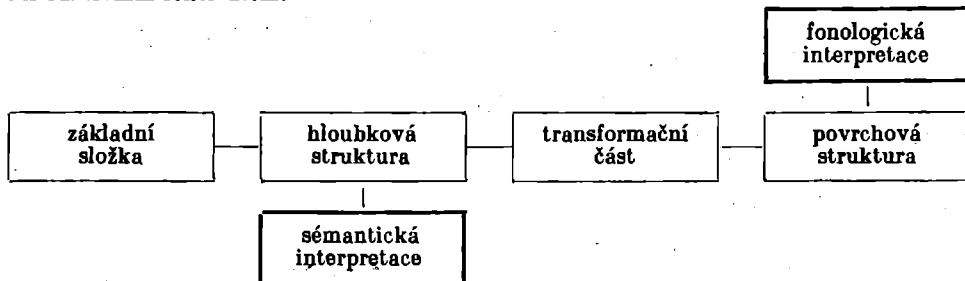 fonologická
interpretace
základní
složka
hloubková
struktura
transformační
část
povrchová
struktura
sémantická
interpretace